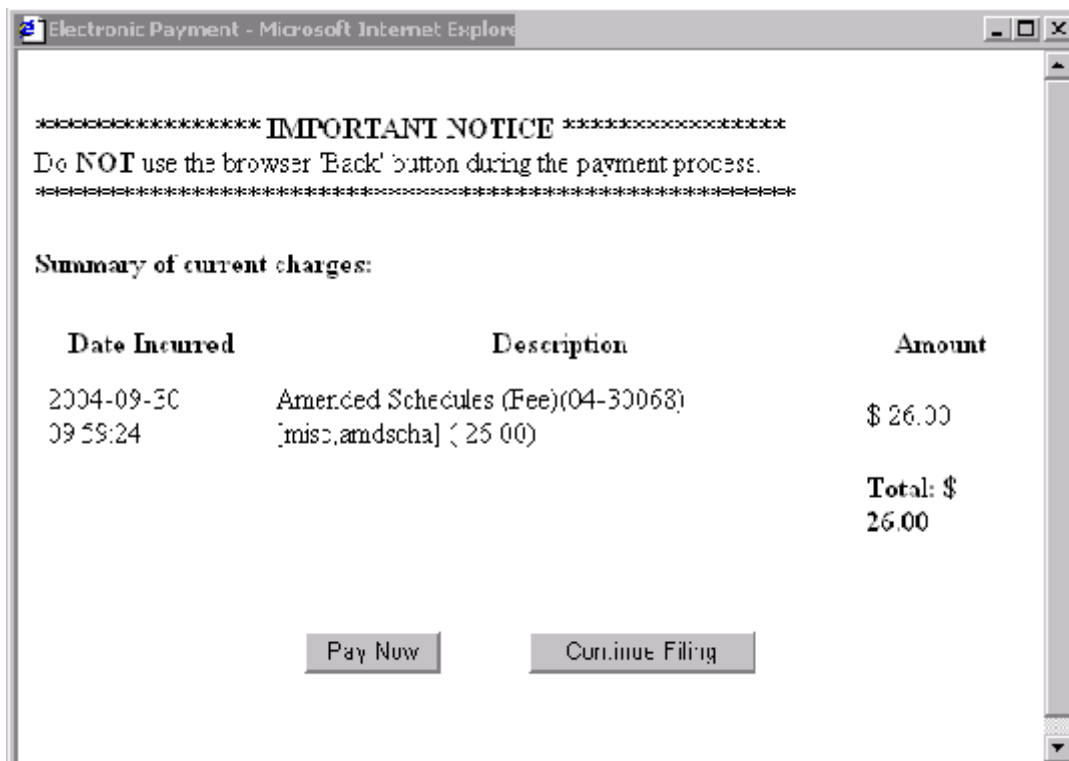 Electronic Payment - Microsoft Internet Explore
****************** IMPORTANT NOTICE ******************
Do NOT use the browser 'Back' button during the payment process.
************************************************************
Summary of current charges:
Date Incurred Description Amount
2004-09-30 Amended Schedules (Fee)(04-30068)
09:59:24 [misc,amdscha] ( 26.00) $ 26.00
Total: $
26.00
Pay Now Continue Filing